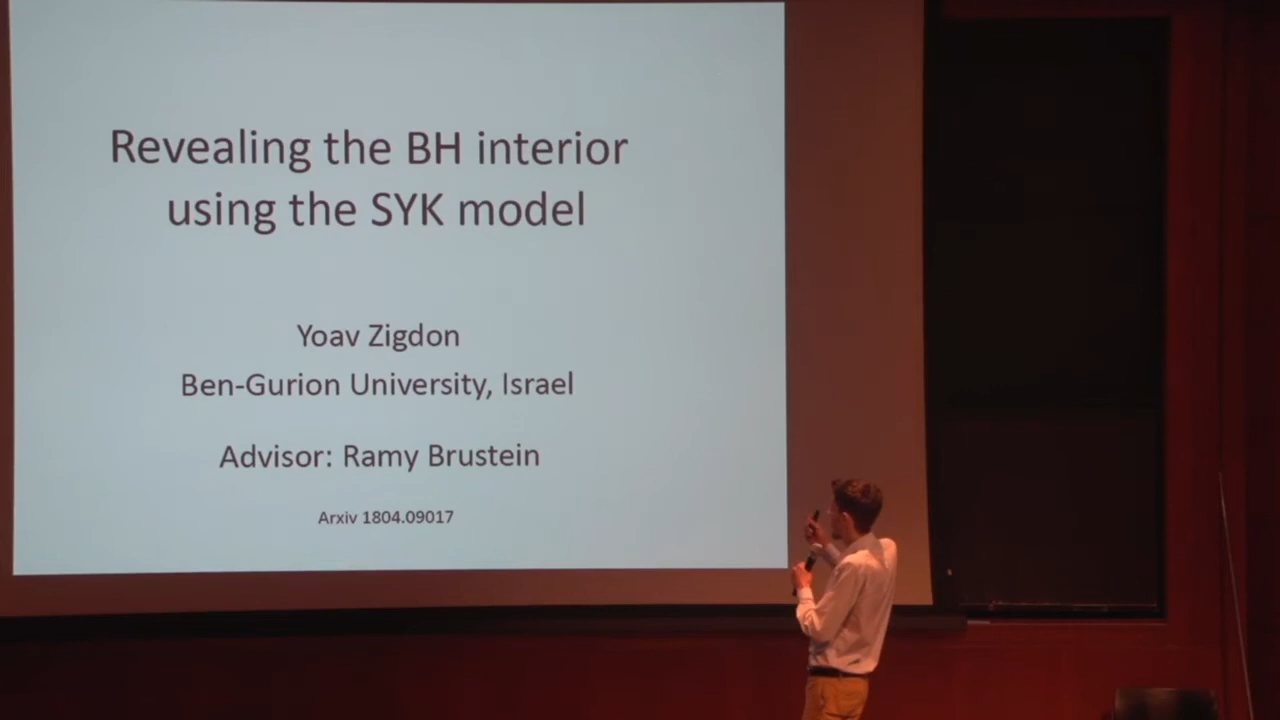 Revealing the BH interior
using the SYK model
Yoav Zigdon
Ben-Gurion University, Israel
Advisor: Ramy Brustein
Arxiv 1804.09017